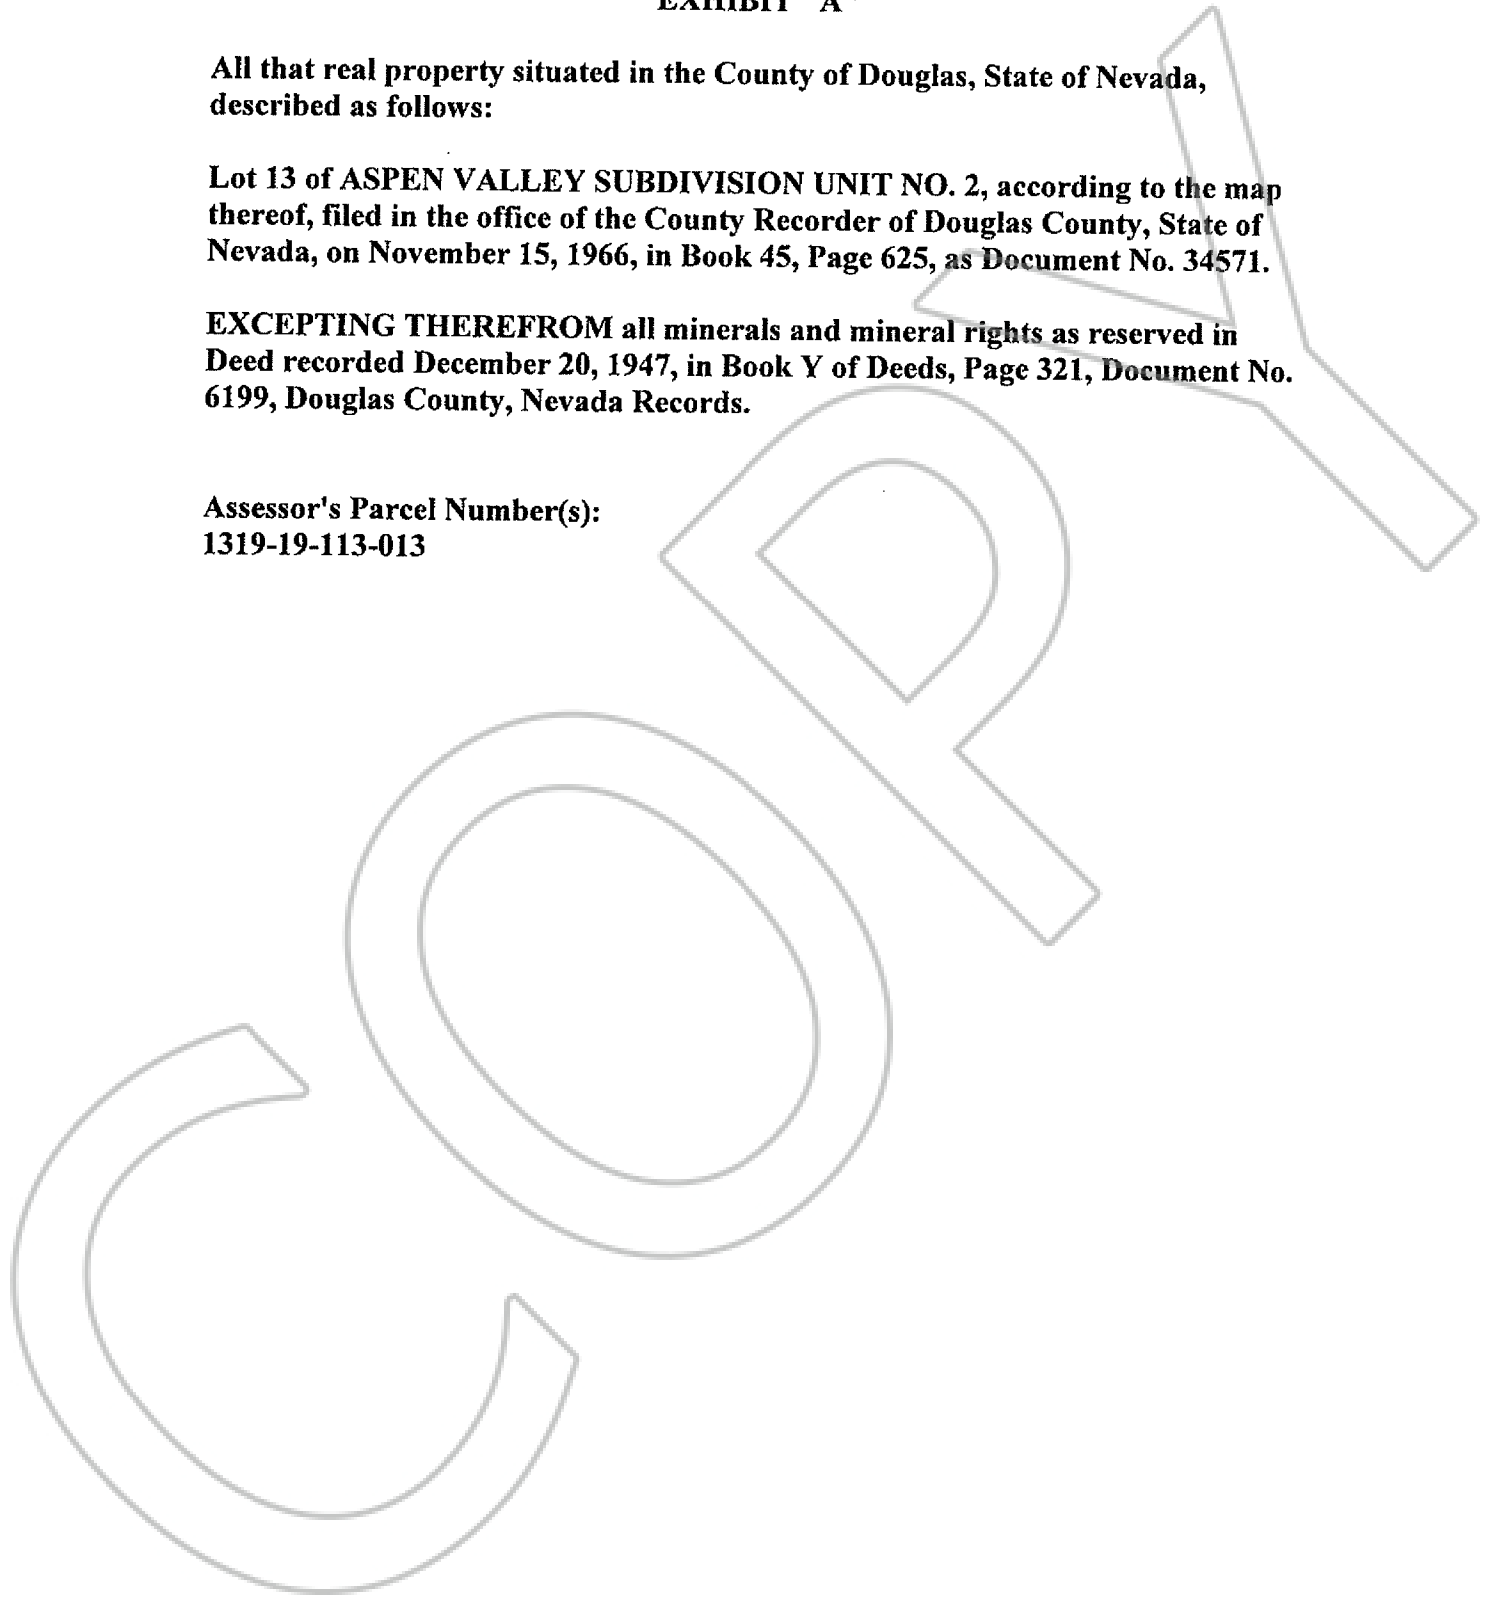 EXHIBIT "A"
All that real property situated in the County of Douglas, State of Nevada,
described as follows:
Lot 13 of ASPEN VALLEY SUBDIVISION UNIT NO. 2, according to the map
thereof, filed in the office of the County Recorder of Douglas County, State of
Nevada, on November 15, 1966, in Book 45, Page 625, as Document No. 34571.
EXCEPTING THEREFROM all minerals and mineral rights as reserved in
Deed recorded December 20, 1947, in Book Y of Deeds, Page 321, Document No.
6199, Douglas County, Nevada Records.
Assessor's Parcel Number(s):
1319-19-113-013
COPY